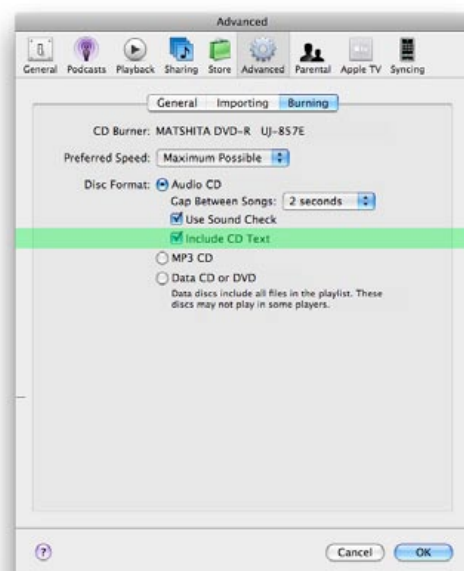 Advanced
General Podcasts Playback Sharing Store Advanced Parental Apple TV Syncing
General Importing Burning
CD Burner: MATSHITA DVD-R UJ-857E
Preferred Speed: Maximum Possible
Disc Format: Audio CD
Gap Between Songs: 2 seconds
Use Sound Check
Include CD Text
MP3 CD
Data CD or DVD
Data discs include all files in the playlist. These
discs may not play in some players.
? Cancel OK